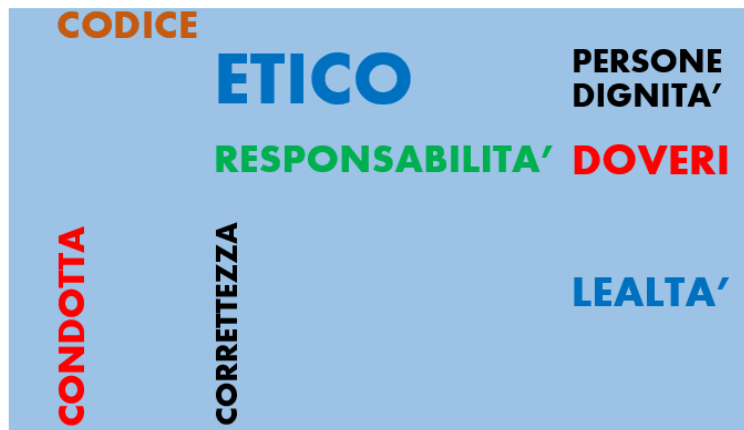 CODICE
ETICO
PERSONE
DIGNITA’
RESPONSABILITA’
DOVERI
CONDOTTA
CORRETTEZZA
LEALTA’